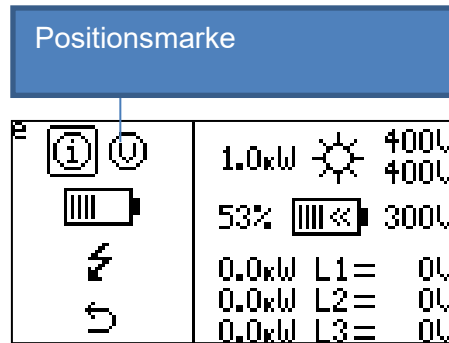 Positionsmarke
e
i
1.0kW 400V
400V
53% 300V
0.0kW L1= 0V
0.0kW L2= 0V
0.0kW L3= 0V